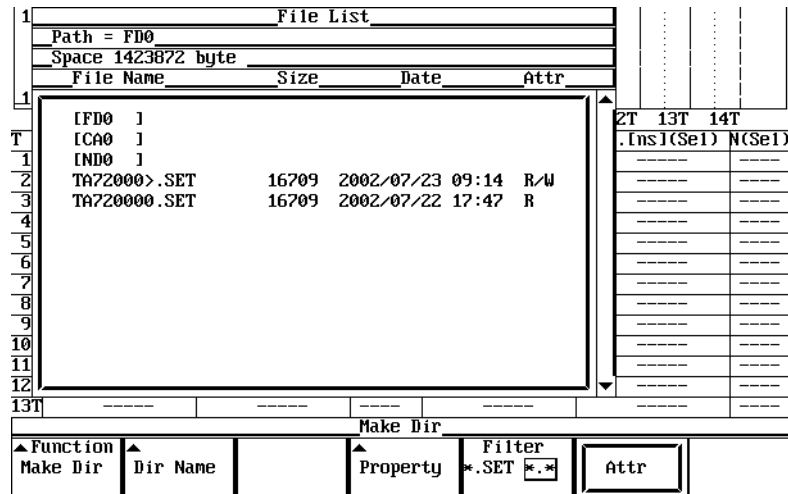 1 File List
Path = FD0
Space 1423872 byte
File Name Size Date Attr
1
[FD0 ]
2T 13T 14T
T [CA0 ] .[ns](Sel) N(Sel)
1 [ND0 ] ----- ----
2 TA72000>.SET 16709 2002/07/23 09:14 R/W ----- ----
3 TA720000.SET 16709 2002/07/22 17:47 R ----- ----
4 ----- ----
5 ----- ----
6 ----- ----
7 ----- ----
8 ----- ----
9 ----- ----
10 ----- ----
11 ----- ----
12 ----- ----
13T ----- ----- ---- ----- ----- ----
Make Dir
Function Filter
Make Dir Dir Name Property *.SET *.* Attr